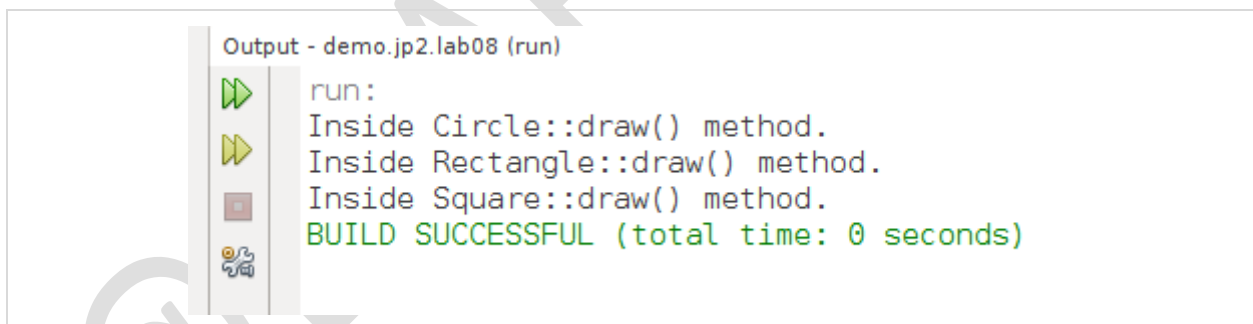 Output - demo.jp2.lab08 (run)
run:
Inside Circle::draw() method.
Inside Rectangle::draw() method.
Inside Square::draw() method.
BUILD SUCCESSFUL (total time: 0 seconds)